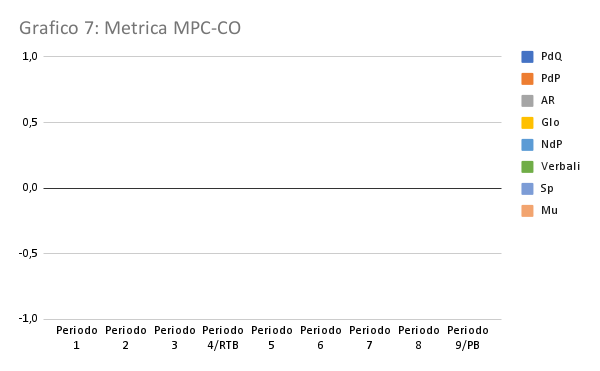 Grafico 7: Metrica MPC-CO
1,0
0,5
0,0
-0,5
-1,0
Periodo 1
Periodo 2
Periodo 3
Periodo 4/RTB
Periodo 5
Periodo 6
Periodo 7
Periodo 8
Periodo 9/PB
PdQ
PdP
AR
Glo
NdP
Verbali
Sp
Mu